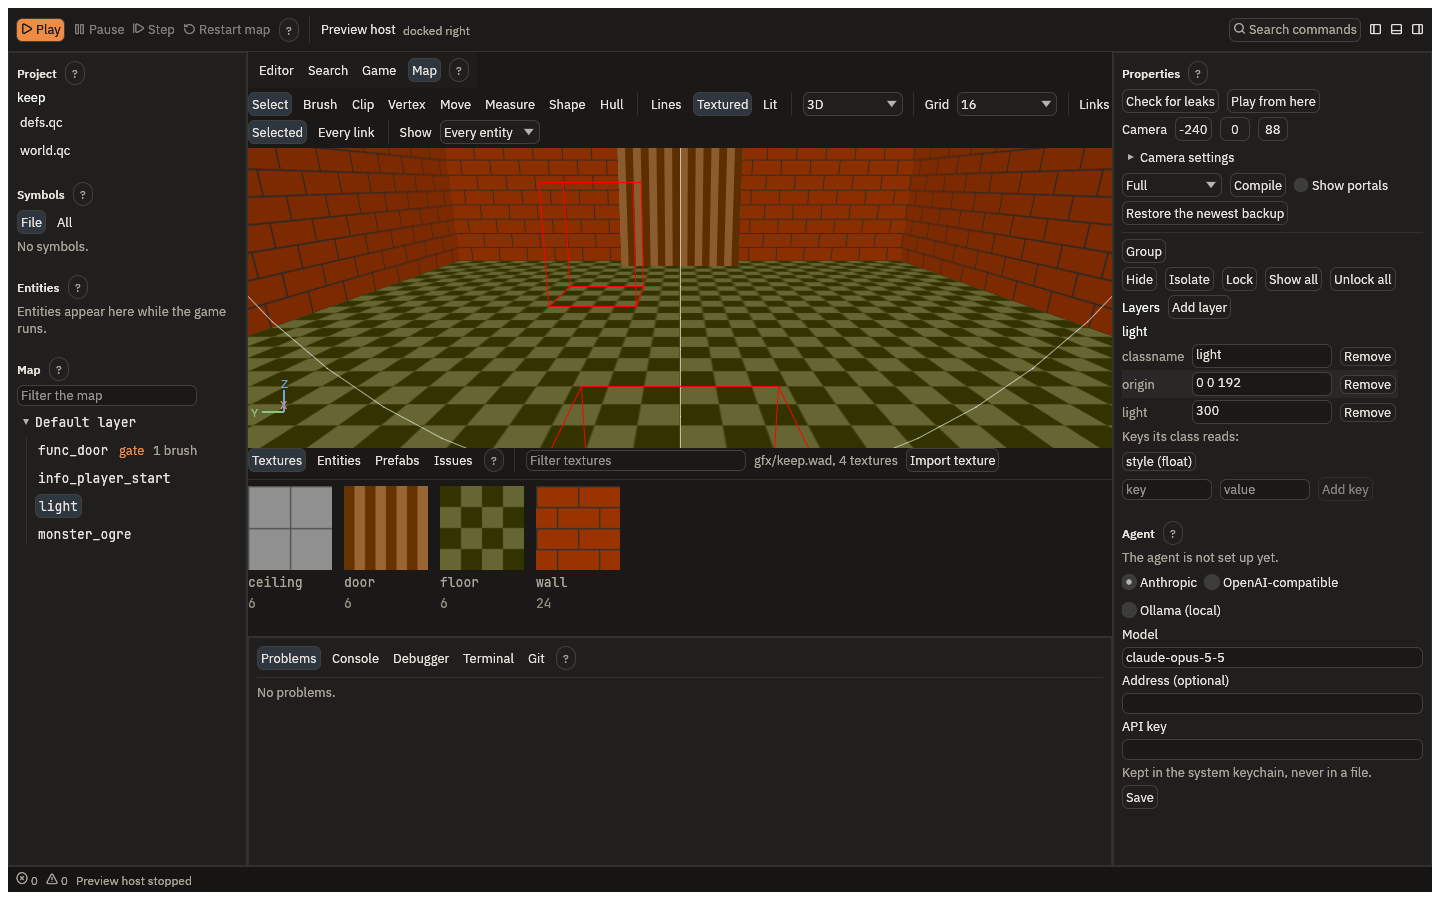 Play Pause Step Restart map ? Preview host docked right Search commands
Project ?
keep
defs.qc
world.qc
Symbols ?
File All
No symbols.
Entities ?
Entities appear here while the game
runs.
Map ?
Filter the map
Default layer
func_door gate 1 brush
info_player_start
light
monster_ogre
Editor Search Game Map ?
Select Brush Clip Vertex Move Measure Shape Hull Lines Textured Lit 3D Grid 16 Links
Selected Every link Show Every entity
Z
Y X
Textures Entities Prefabs Issues ? Filter textures gfx/keep.wad, 4 textures Import texture
ceiling door floor wall
6 6 6 24
Problems Console Debugger Terminal Git ?
No problems.
Properties ?
Check for leaks Play from here
Camera -240 0 88
Camera settings
Full Compile Show portals
Restore the newest backup
Group
Hide Isolate Lock Show all Unlock all
Layers Add layer
light
classname light Remove
origin 0 0 192 Remove
light 300 Remove
Keys its class reads:
style (float)
key value Add key
Agent ?
The agent is not set up yet.
Anthropic OpenAI-compatible
Ollama (local)
Model
claude-opus-5-5
Address (optional)
API key
Kept in the system keychain, never in a file.
Save
0 0 Preview host stopped